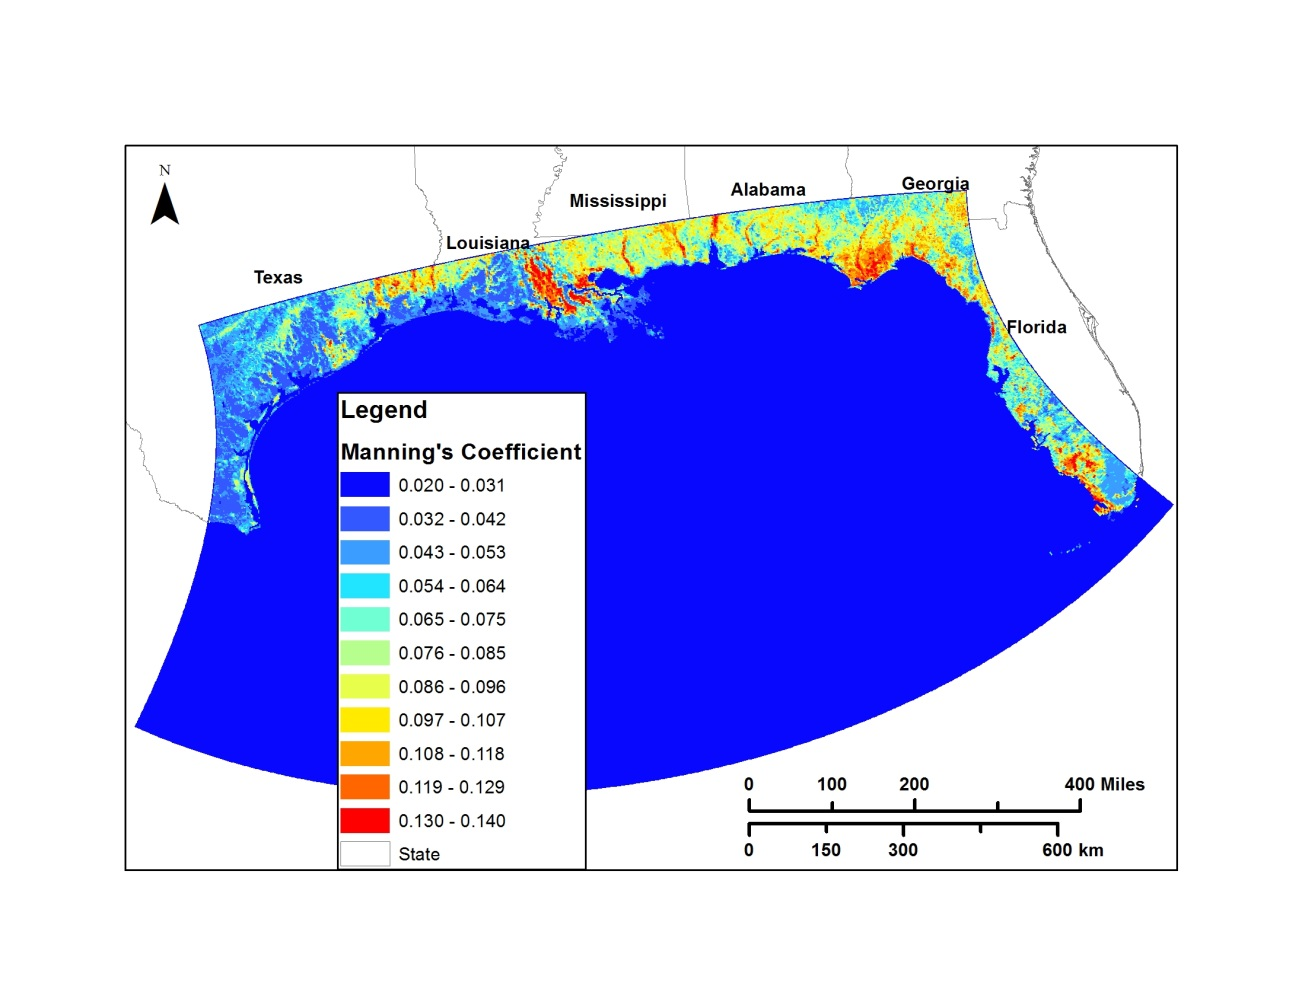 N
Georgia
Alabama
Mississippi
Louisiana
Texas
Florida
Legend
Manning's Coefficient
0.020 - 0.031
0.032 - 0.042
0.043 - 0.053
0.054 - 0.064
0.065 - 0.075
0.076 - 0.085
0.086 - 0.096
0.097 - 0.107
0.108 - 0.118
0.119 - 0.129
0.130 - 0.140
State
0 100 200 400 Miles
0 150 300 600 km